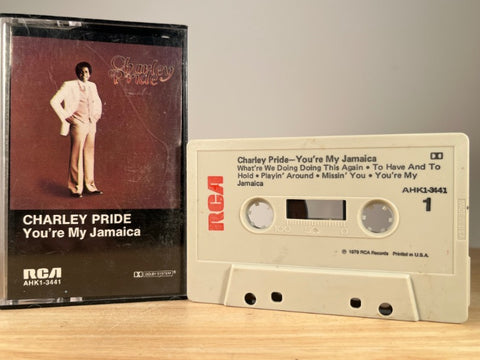 Charley
Pride
CHARLEY PRIDE
You're My Jamaica
RCA
DOLBY SYSTEM
AHK1-3441
Charley Pride—You're My Jamaica
What're We Doing Doing This Again • To Have And To
Hold • Playin' Around • Missin' You • You're My
Jamaica
AHK1-3441
RCA
1
℗ 1979 RCA Records Printed in U.S.A.